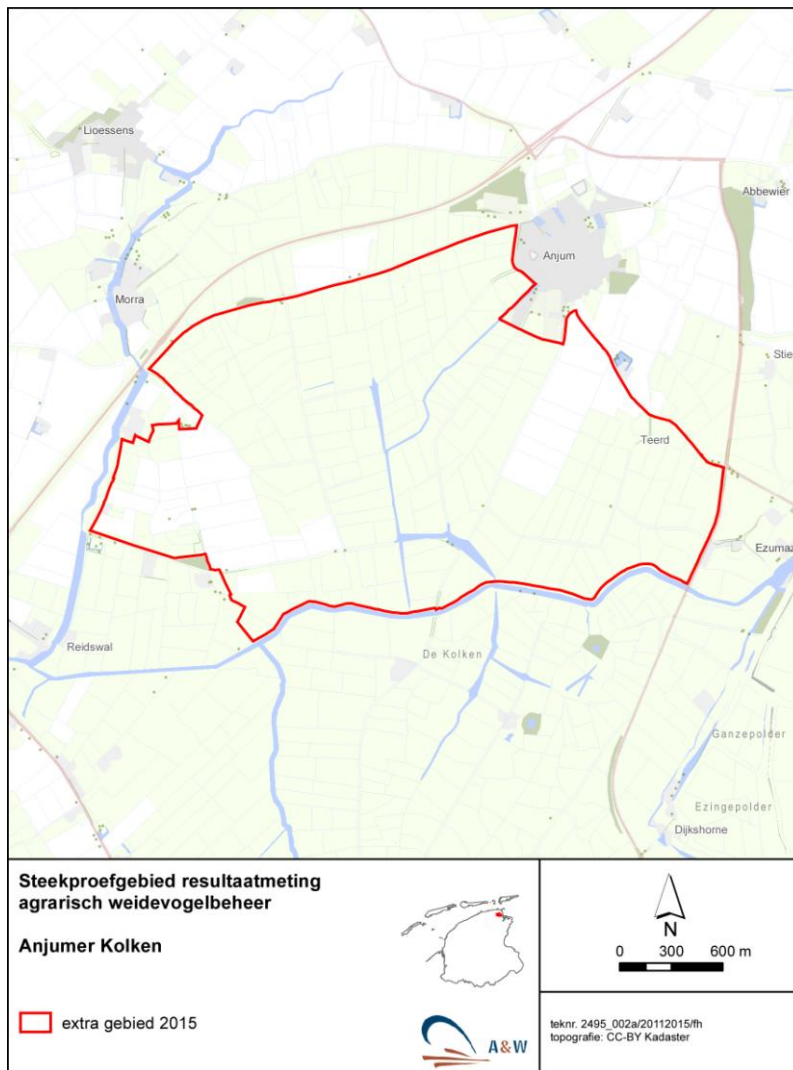 Lioessens
Abbewier
Anjum
Morra
Stie
Teerd
Ezumaz
Reidswal
De Kolken
Ganzepolder
Ezingepolder
Dijkshorne
Steekproefgebied resultaatmeting
agrarisch weidevogelbeheer
Anjumer Kolken
extra gebied 2015
A&W
N
0 300 600 m
teknr. 2495_002a/20112015/fh
topografie: CC-BY Kadaster